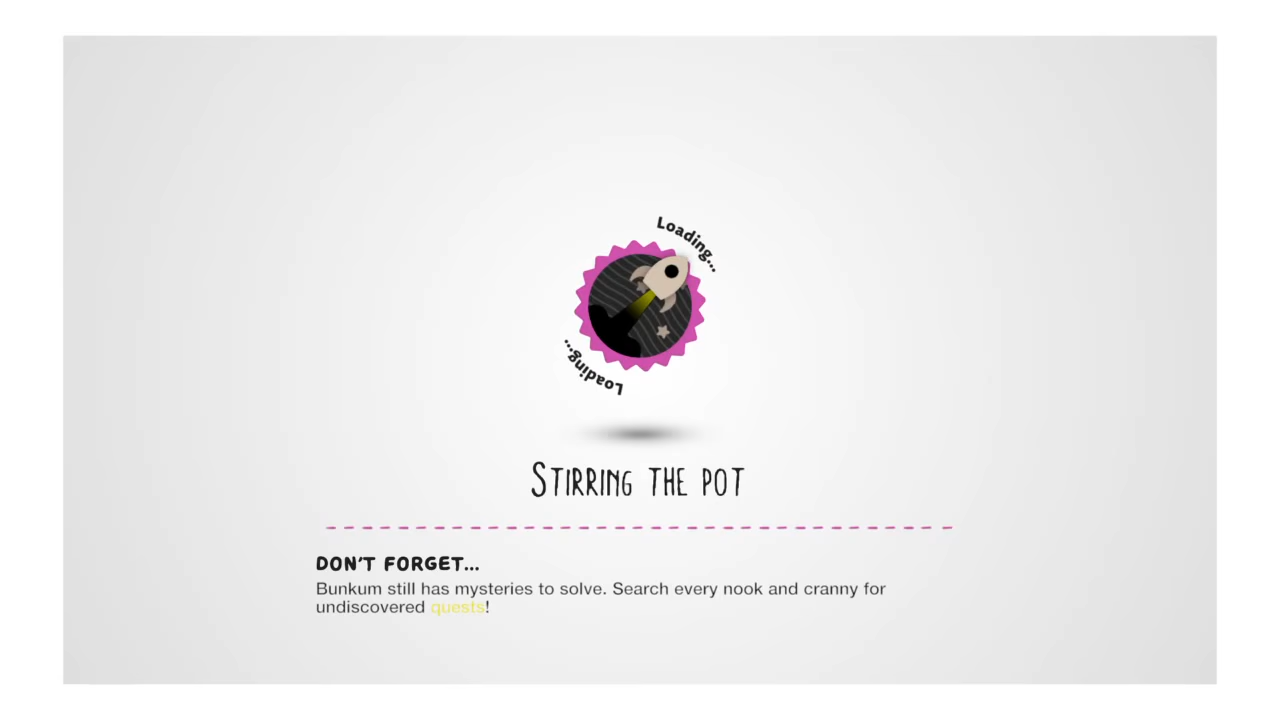 Loading...
Loading...
Stirring the pot
DON'T FORGET...
Bunkum still has mysteries to solve. Search every nook and cranny for
undiscovered quests!